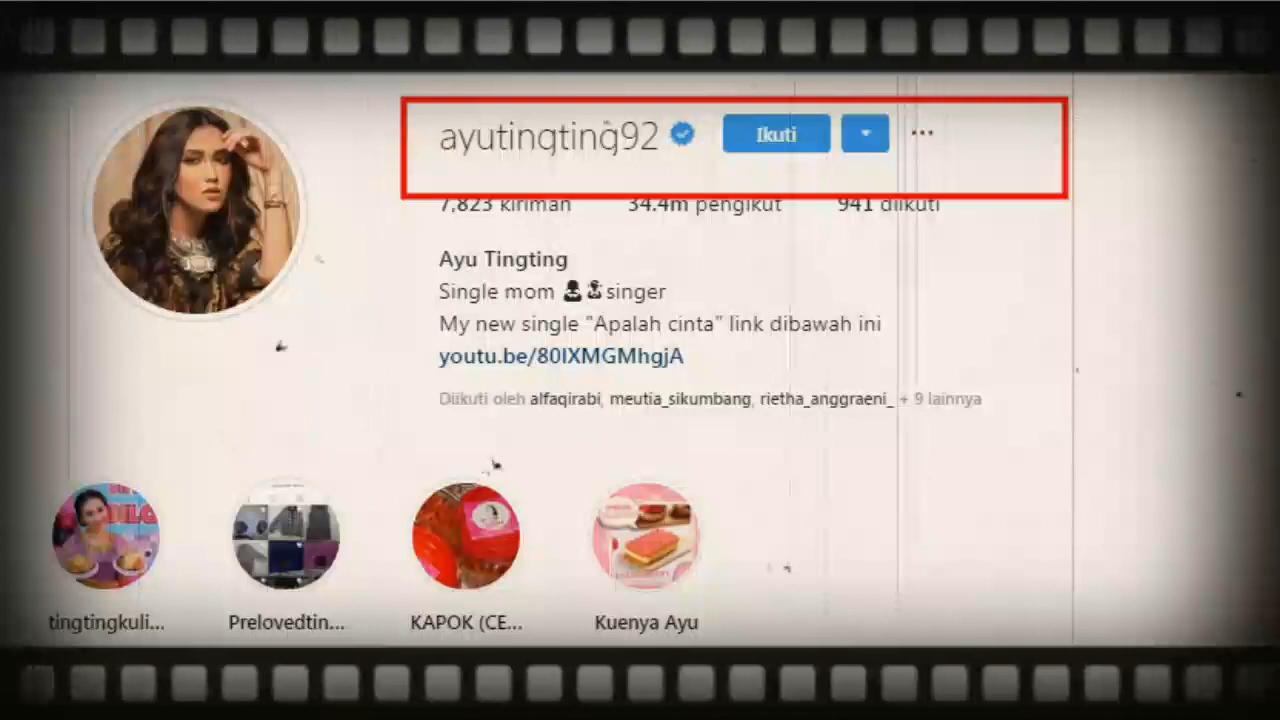 ayutingting92 Ikuti ...
7,823 kiriman 34.4m pengikut 941 diikuti
Ayu Tingting
Single mom singer
My new single "Apalah cinta" link dibawah ini
youtu.be/80IXMGMhgjA
Diikuti oleh alfaqirabi, meutia_sikumbang, rietha_anggraeni_ + 9 lainnya
tingtingkuli... Prelovedtin... KAPOK (CE... Kuenya Ayu